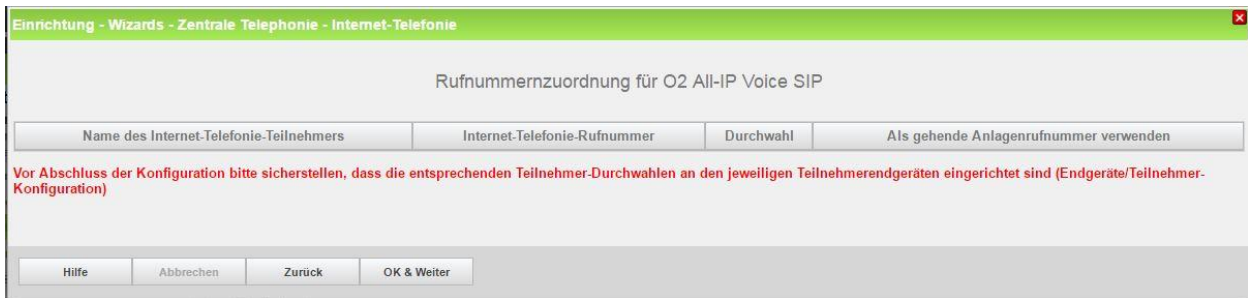 Einrichtung - Wizards - Zentrale Telephonie - Internet-Telefonie
Rufnummernzuordnung für O2 All-IP Voice SIP
Name des Internet-Telefonie-Teilnehmers Internet-Telefonie-Rufnummer Durchwahl Als gehende Anlagenrufnummer verwenden
Vor Abschluss der Konfiguration bitte sicherstellen, dass die entsprechenden Teilnehmer-Durchwahlen an den jeweiligen Teilnehmerendgeräten eingerichtet sind (Endgeräte/Teilnehmer-
Konfiguration)
Hilfe Abbrechen Zurück OK & Weiter